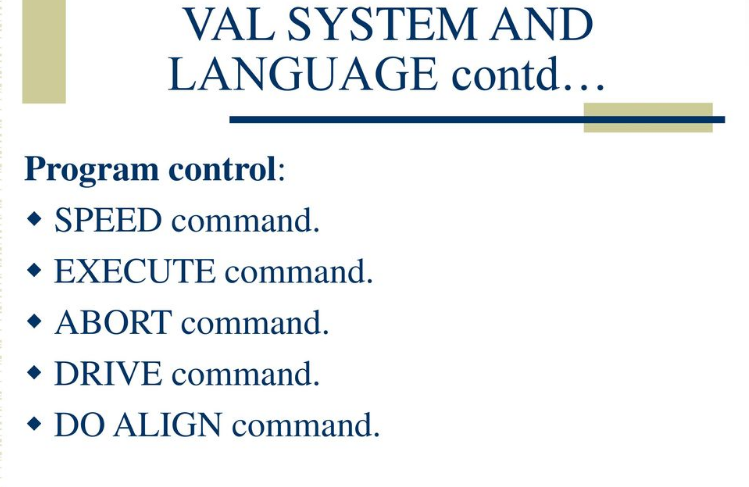 VAL SYSTEM AND
LANGUAGE contd…
Program control:
◆ SPEED command.
◆ EXECUTE command.
◆ ABORT command.
◆ DRIVE command.
◆ DO ALIGN command.